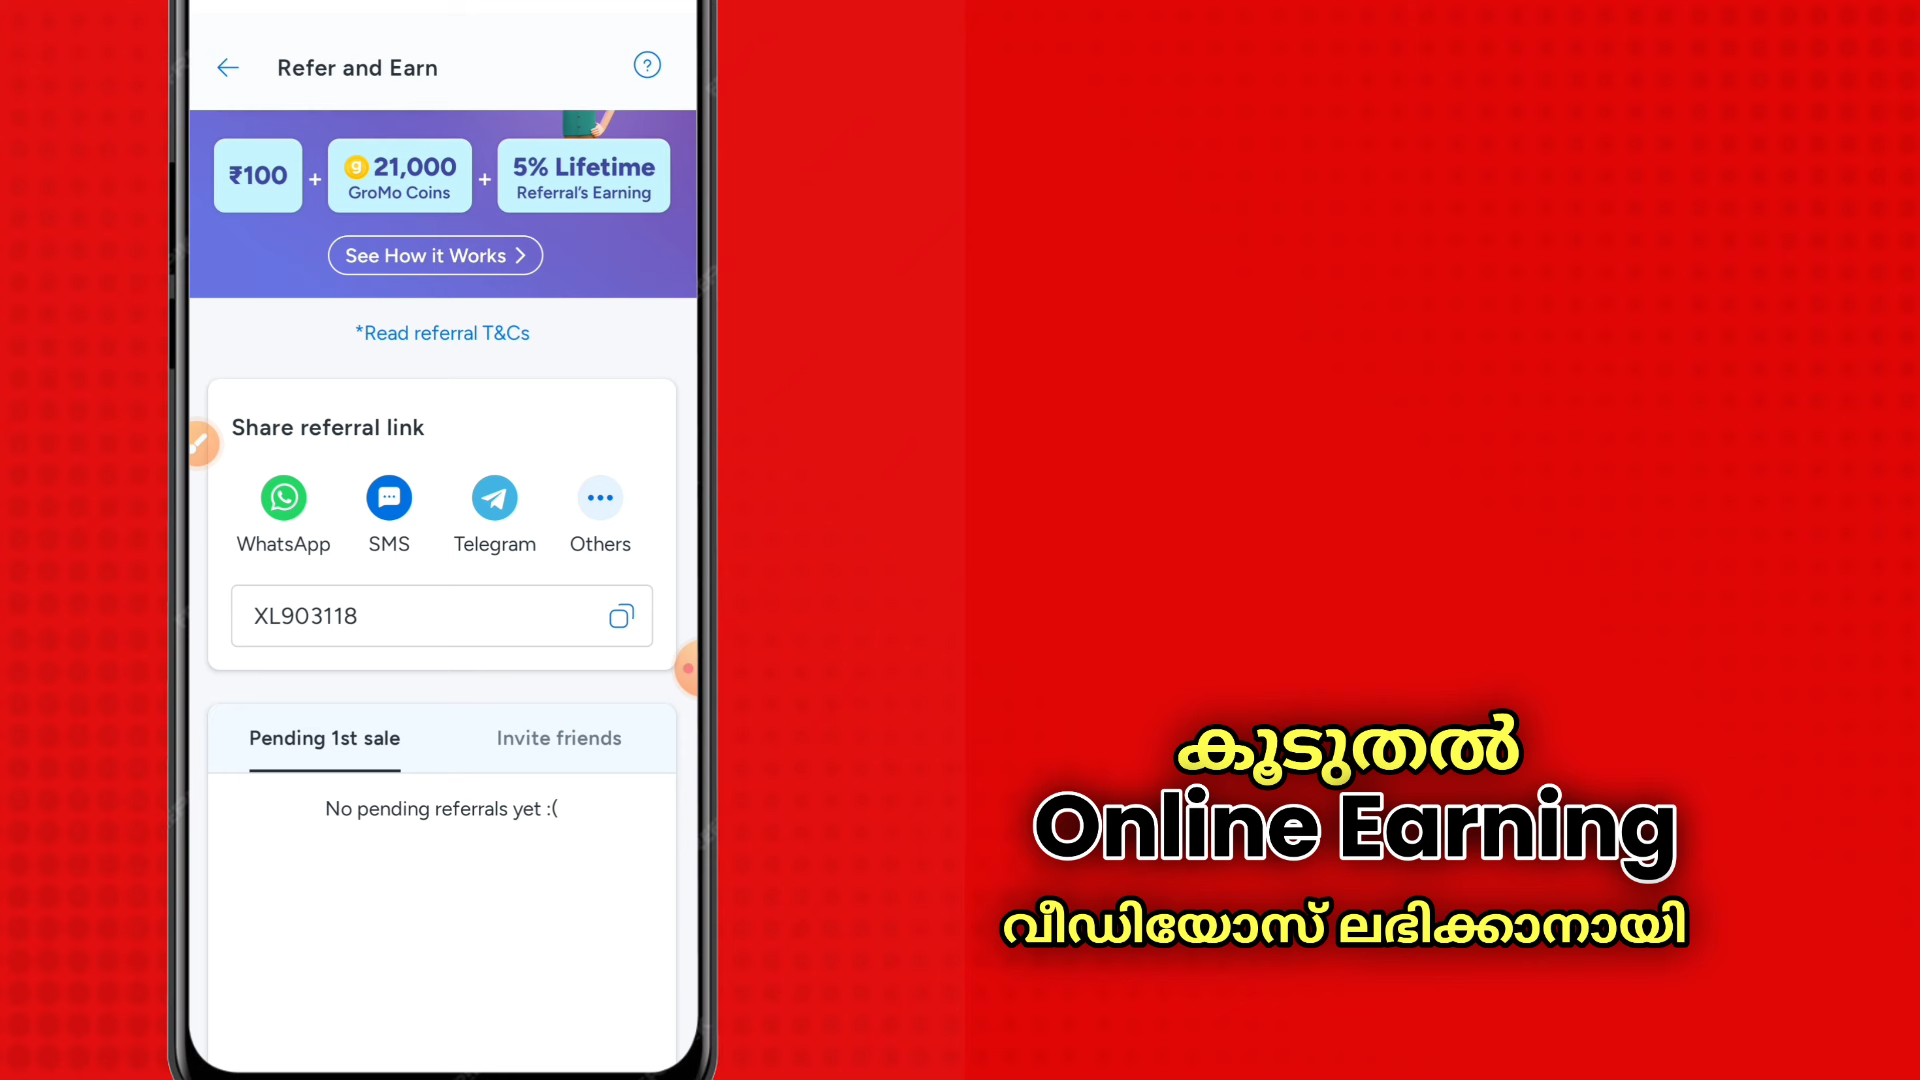 Refer and Earn
?
₹100 + g 21,000 GroMo Coins + 5% Lifetime Referral's Earning
See How it Works >
*Read referral T&Cs
Share referral link
WhatsApp SMS Telegram Others
XL903118
Pending 1st sale Invite friends
No pending referrals yet :(
കൂടുതൽ
Online Earning
വീഡിയോസ് ലഭിക്കാനായി